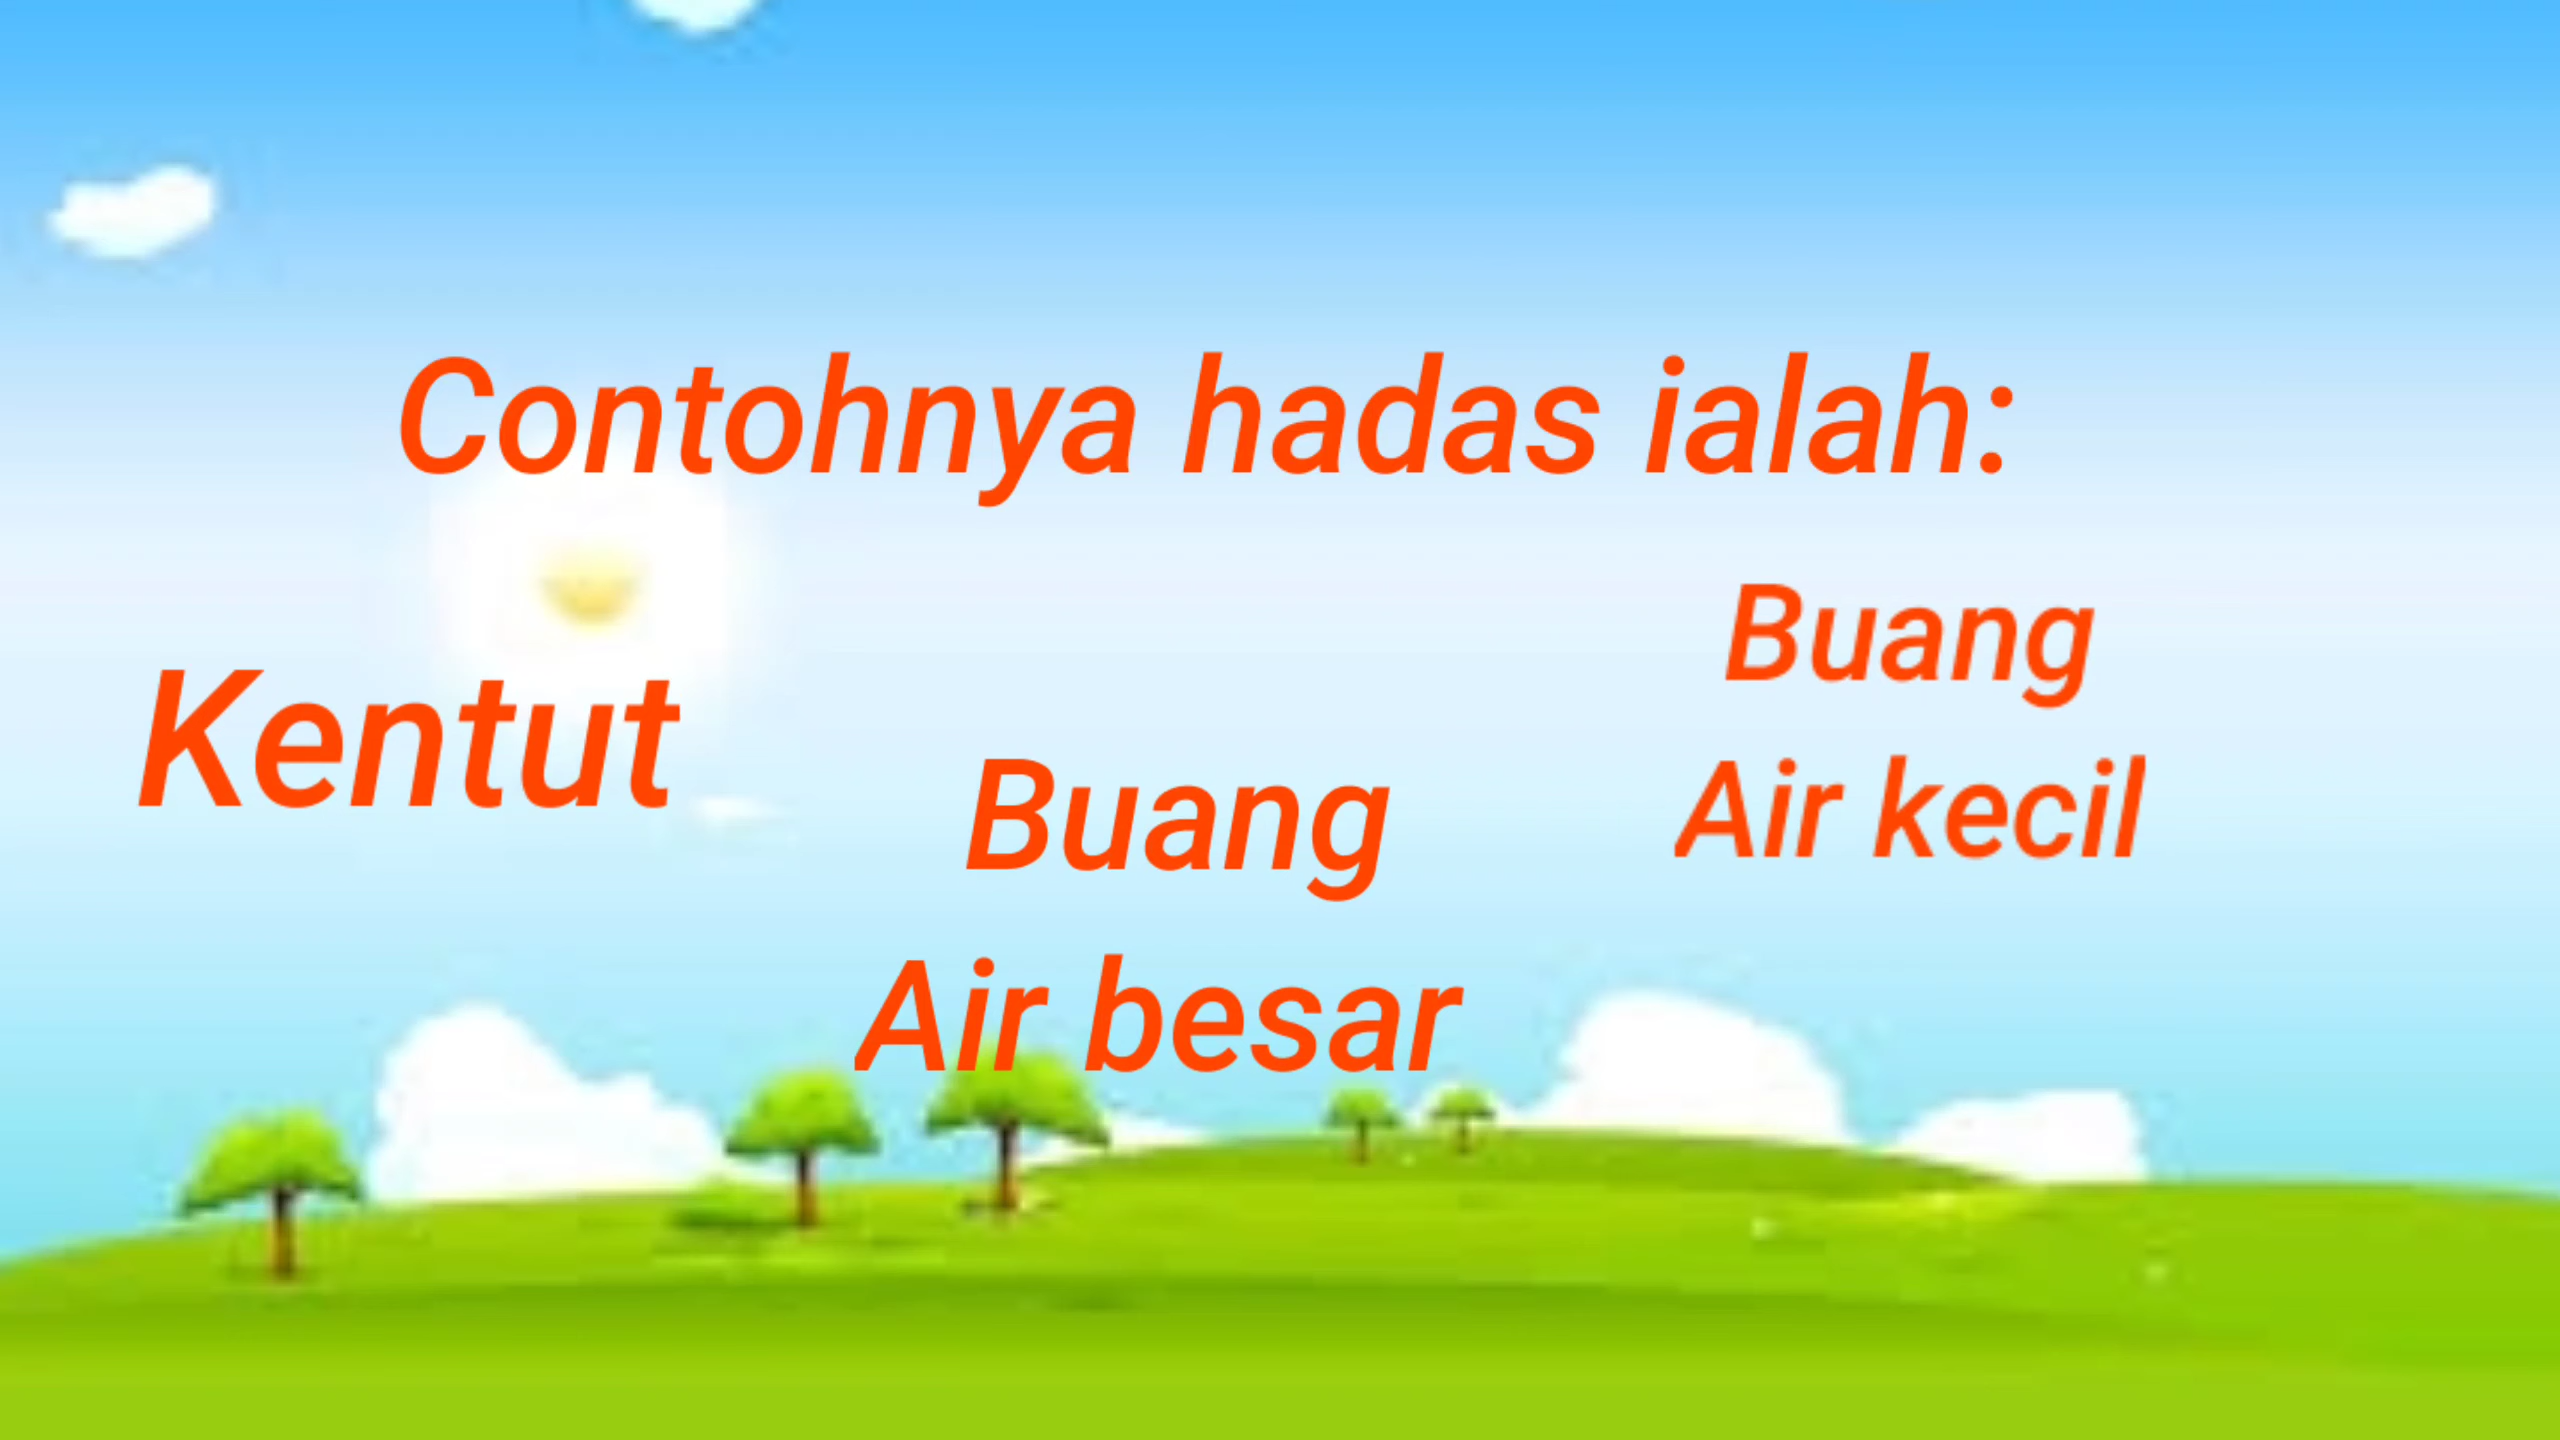 Contohnya hadas ialah:
Kentut
Buang
Air besar
Buang
Air kecil